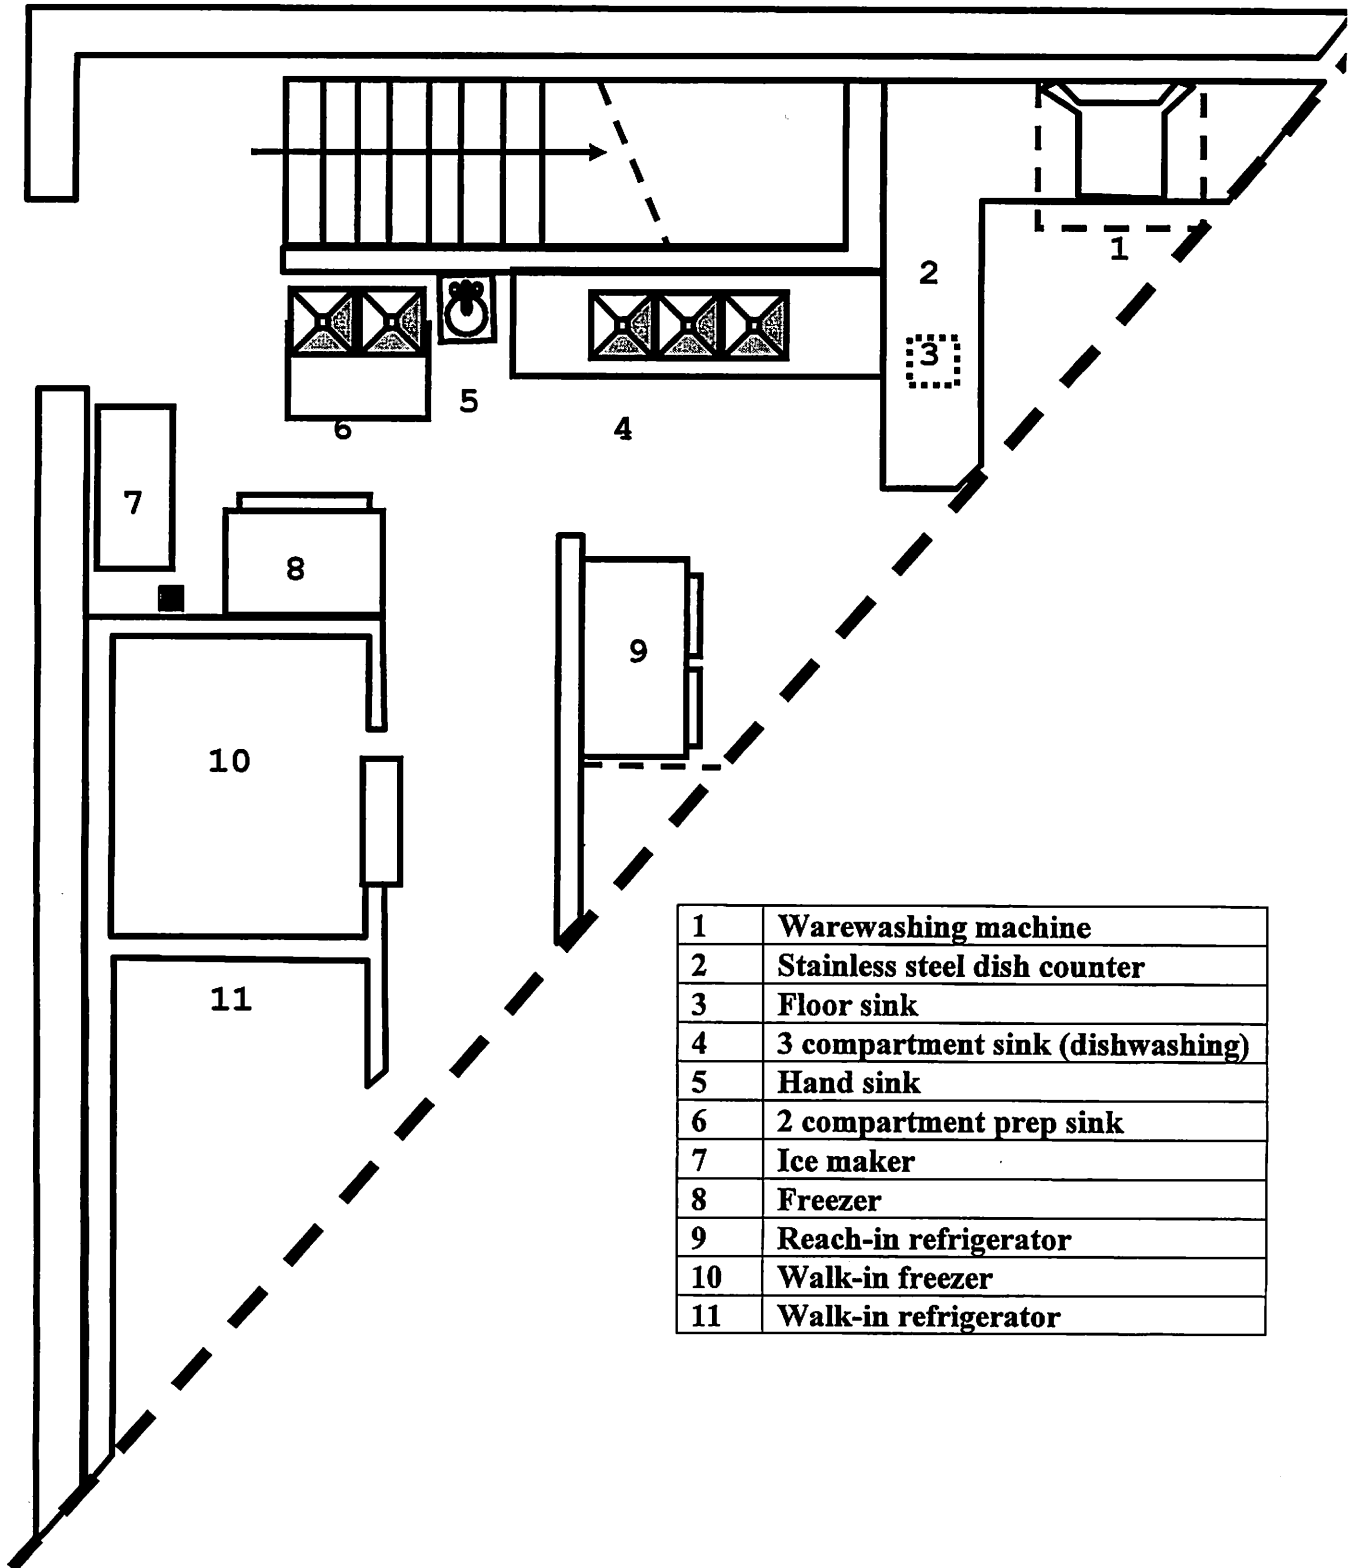 1
2
3
5
4
6
7
8
9
10
11
1 Warewashing machine
2 Stainless steel dish counter
3 Floor sink
4 3 compartment sink (dishwashing)
5 Hand sink
6 2 compartment prep sink
7 Ice maker
8 Freezer
9 Reach-in refrigerator
10 Walk-in freezer
11 Walk-in refrigerator